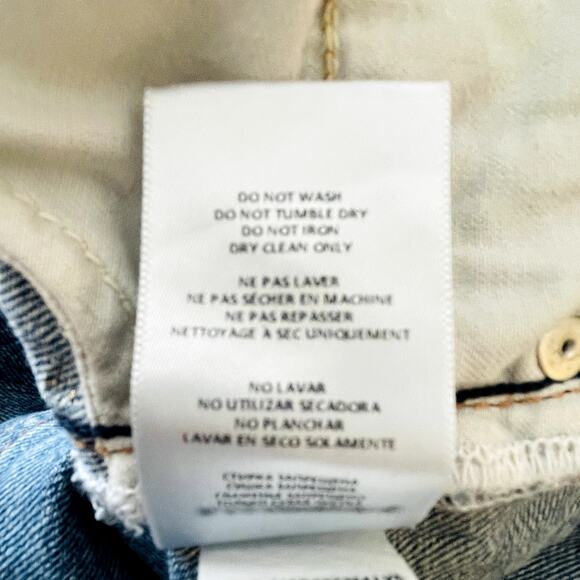 DO NOT WASH
DO NOT TUMBLE DRY
DO NOT IRON
DRY CLEAN ONLY
NE PAS LAVER
NE PAS SÉCHER EN MACHINE
NE PAS REPASSER
NETTOYAGE À SEC UNIQUEMENT
NO LAVAR
NO UTILIZAR SECADORA
NO PLANCHAR
LAVAR EN SECO SOLAMENTE